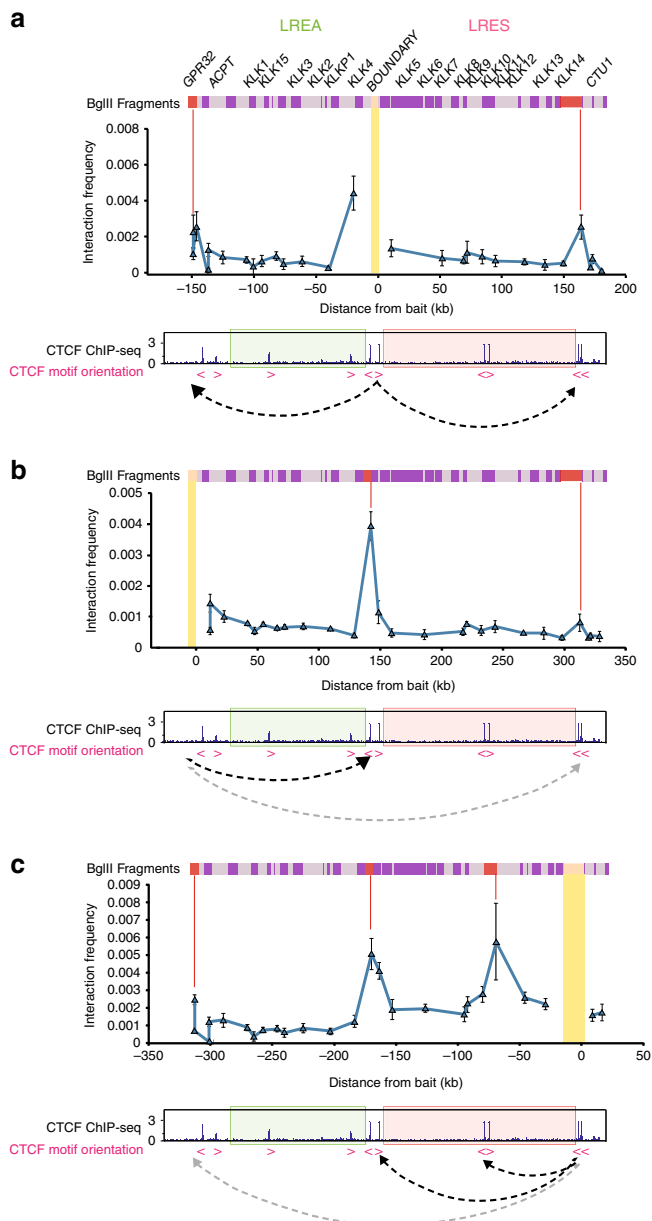 a
LREA LRES
GPR32 ACPT KLK1 KLK15 KLK3 KLK2 KLKP1 KLK4 BOUNDARY KLK5 KLK6 KLK7 KLK8 KLK9 KLK10 KLK11 KLK12 KLK13 KLK14 CTU1
BglII Fragments
0.008
0.006
0.004
0.002
0
Interaction frequency
−150 −100 −50 0 50 100 150 200
Distance from bait (kb)
CTCF ChIP-seq 3 0
CTCF motif orientation < > > > < > < > < <
b
BglII Fragments
0.005
0.004
0.003
0.002
0.001
0
Interaction frequency
0 50 100 150 200 250 300 350
Distance from bait (kb)
CTCF ChIP-seq 3 0
CTCF motif orientation < > > > < > < > < <
c
BglII Fragments
0.009
0.008
0.007
0.006
0.005
0.004
0.003
0.002
0.001
0
Interaction frequency
−350 −300 −250 −200 −150 −100 −50 0 50
Distance from bait (kb)
CTCF ChIP-seq 3 0
CTCF motif orientation < > > > < > < > < <